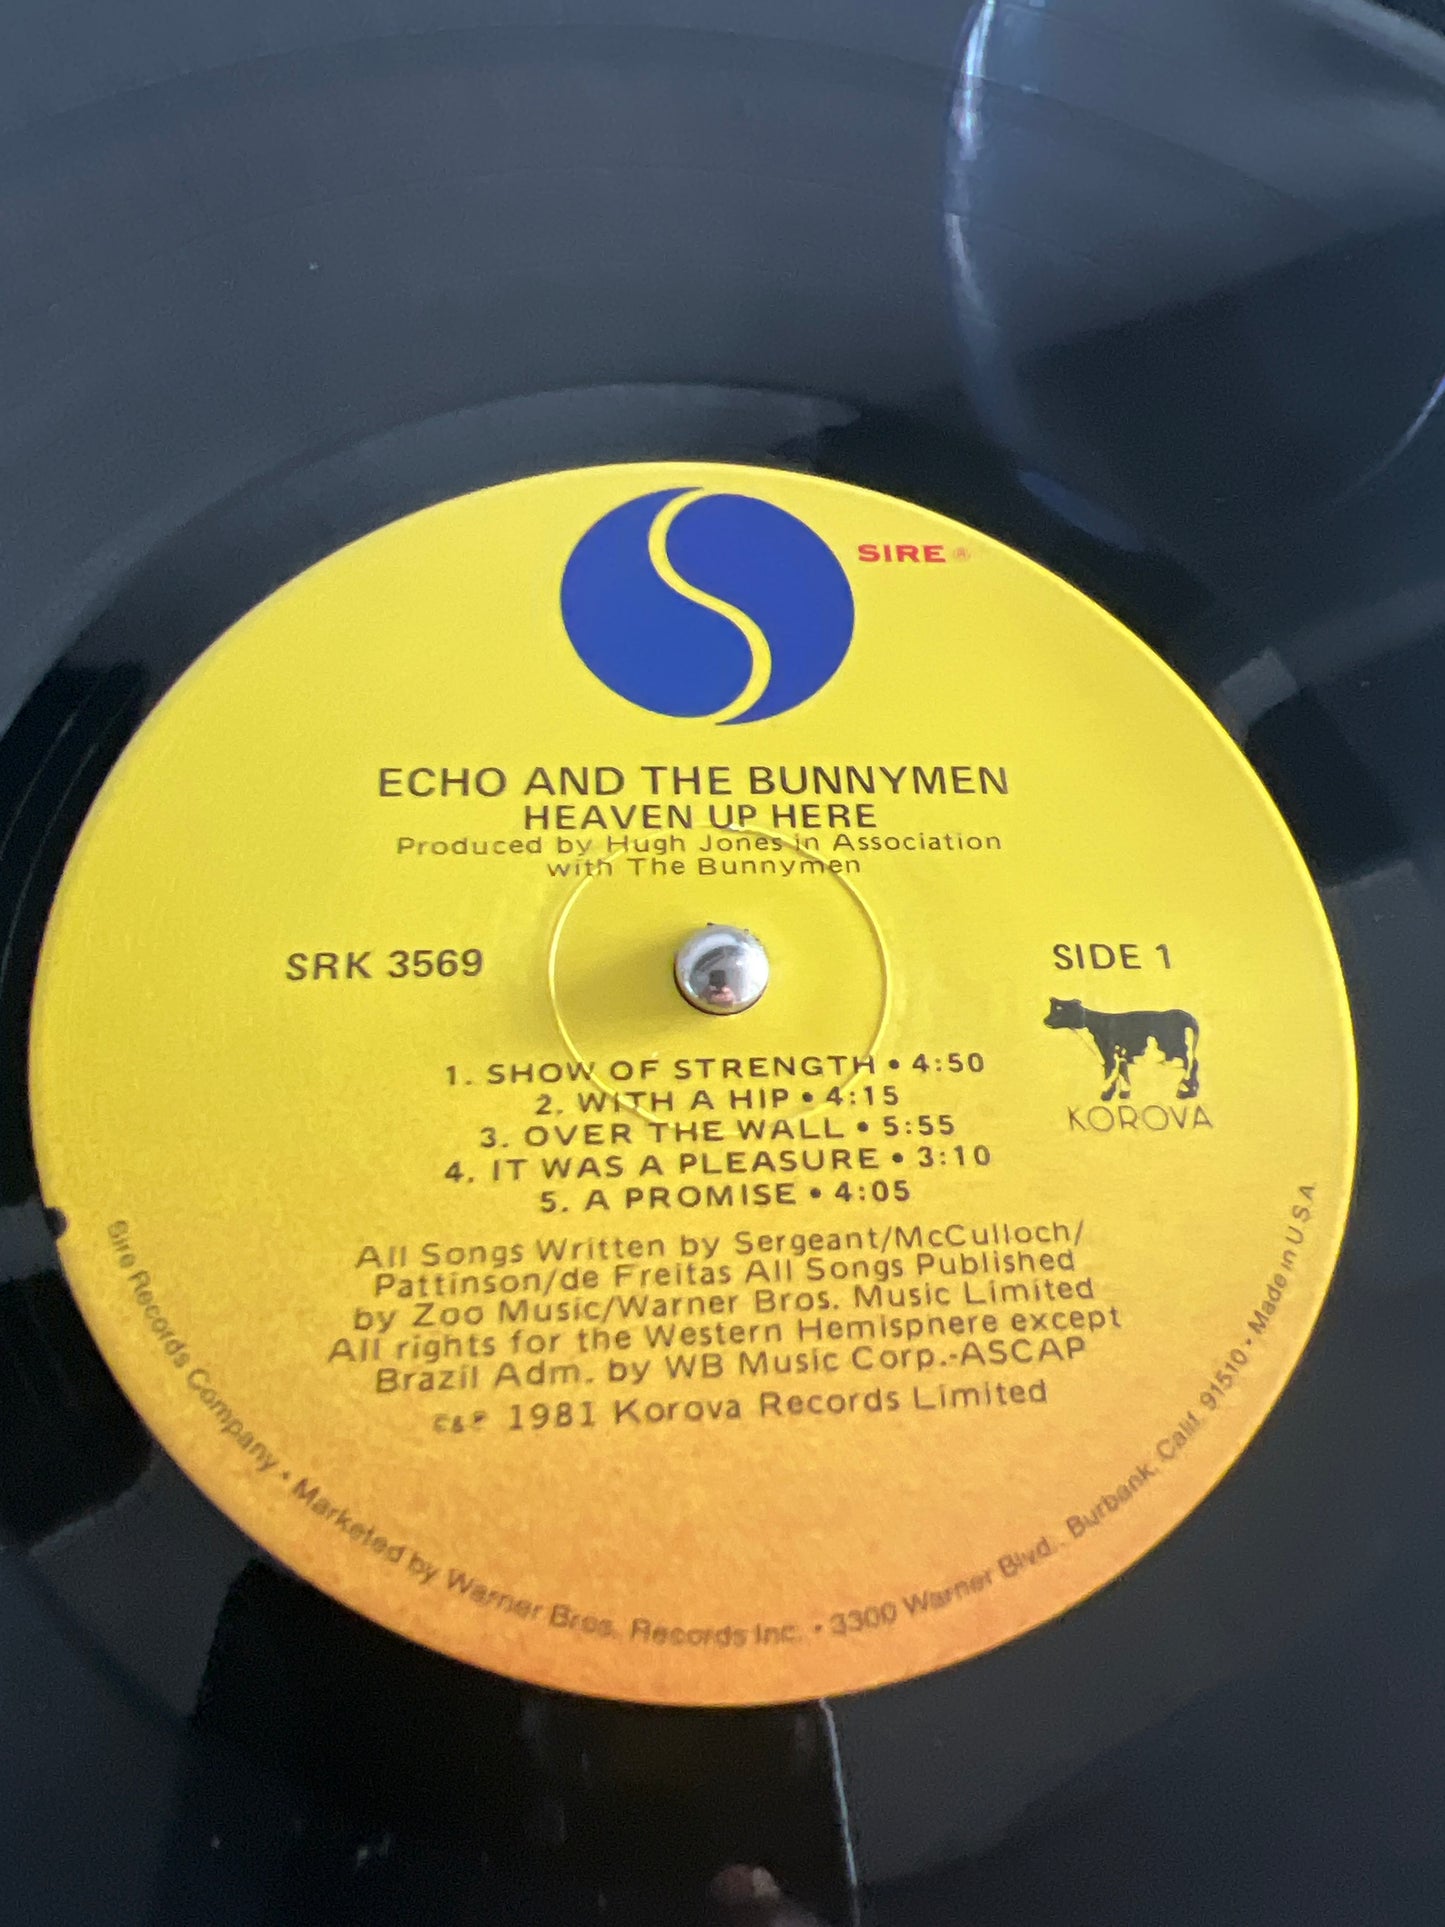 SIRE ®
ECHO AND THE BUNNYMEN
HEAVEN UP HERE
Produced by Hugh Jones in Association
with The Bunnymen
SRK 3569
SIDE 1
KOROVA
1. SHOW OF STRENGTH • 4:50
2. WITH A HIP • 4:15
3. OVER THE WALL • 5:55
4. IT WAS A PLEASURE • 3:10
5. A PROMISE • 4:05
All Songs Written by Sergeant/McCulloch/
Pattinson/de Freitas All Songs Published
by Zoo Music/Warner Bros. Music Limited
All rights for the Western Hemisphere except
Brazil Adm. by WB Music Corp.-ASCAP
C&P 1981 Korova Records Limited
Sire Records Company • Marketed by Warner Bros. Records Inc. • 3300 Warner Blvd., Burbank, Calif. 91510 • Made in U.S.A.